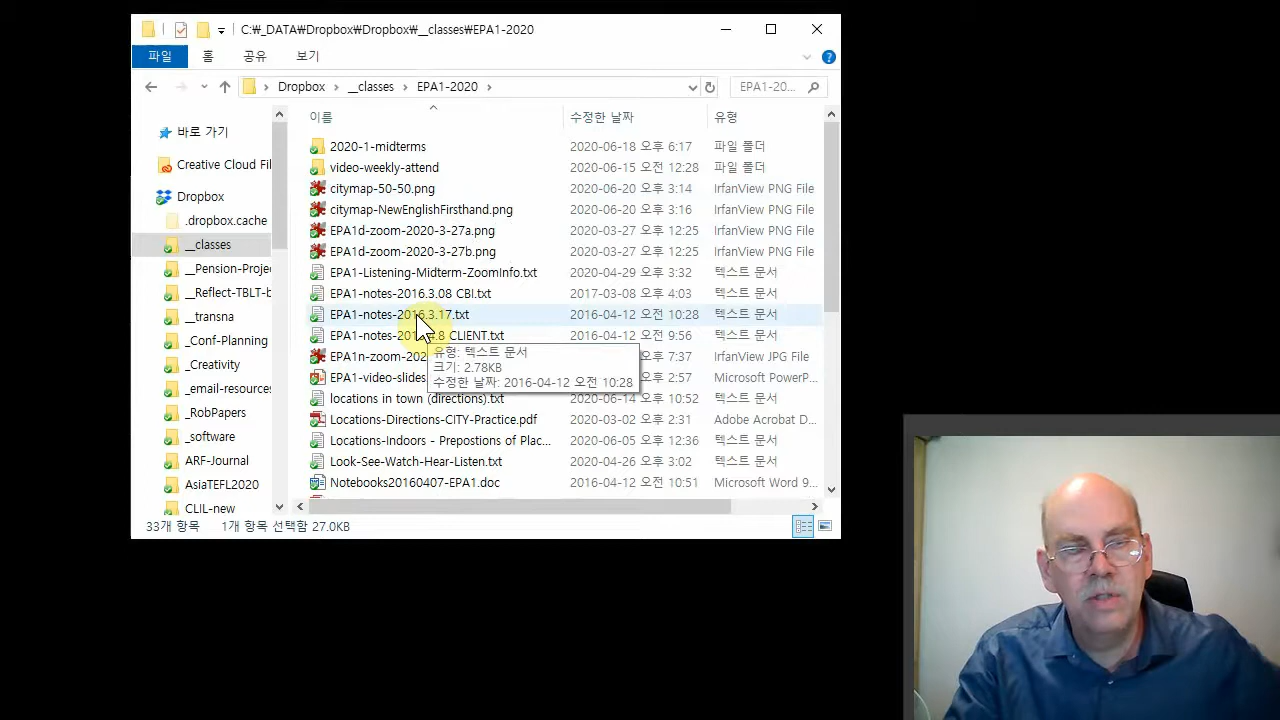 C:₩_DATA₩Dropbox₩Dropbox₩__classes₩EPA1-2020
파일 홈 공유 보기
Dropbox › __classes › EPA1-2020 › EPA1-20...
이름 수정한 날짜 유형
바로 가기
Creative Cloud Fil
Dropbox
.dropbox.cache
__classes
__Pension-Proje
__Reflect-TBLT-b
__transna
_Conf-Planning
_Creativity
_email-resources
_RobPapers
_software
ARF-Journal
AsiaTEFL2020
CLIL-new
2020-1-midterms 2020-06-18 오후 6:17 파일 폴더
video-weekly-attend 2020-06-15 오전 12:28 파일 폴더
citymap-50-50.png 2020-06-20 오후 3:14 IrfanView PNG File
citymap-NewEnglishFirsthand.png 2020-06-20 오후 3:16 IrfanView PNG File
EPA1d-zoom-2020-3-27a.png 2020-03-27 오후 12:25 IrfanView PNG File
EPA1d-zoom-2020-3-27b.png 2020-03-27 오후 12:25 IrfanView PNG File
EPA1-Listening-Midterm-ZoomInfo.txt 2020-04-29 오후 3:32 텍스트 문서
EPA1-notes-2016.3.08 CBI.txt 2017-03-08 오후 4:03 텍스트 문서
EPA1-notes-2016.3.17.txt 2016-04-12 오전 10:28 텍스트 문서
EPA1-notes-20 .8 CLIENT.txt 2016-04-12 오전 9:56 텍스트 문서
EPA1n-zoom-202 7:37 IrfanView JPG File
EPA1-video-slides 2:57 Microsoft PowerP...
locations in town (directions).txt 2020-06-14 오전 10:52 텍스트 문서
Locations-Directions-CITY-Practice.pdf 2020-03-28 오후 2:31 Adobe Acrobat D...
Locations-Indoors - Prepostions of Plac... 2020-06-05 오후 12:36 텍스트 문서
Look-See-Watch-Hear-Listen.txt 2020-04-26 오후 3:02 텍스트 문서
Notebooks20160407-EPA1.doc 2016-04-12 오전 10:51 Microsoft Word 9...
유형: 텍스트 문서
크기: 2.78KB
수정한 날짜: 2016-04-12 오전 10:28
33개 항목 1개 항목 선택함 27.0KB